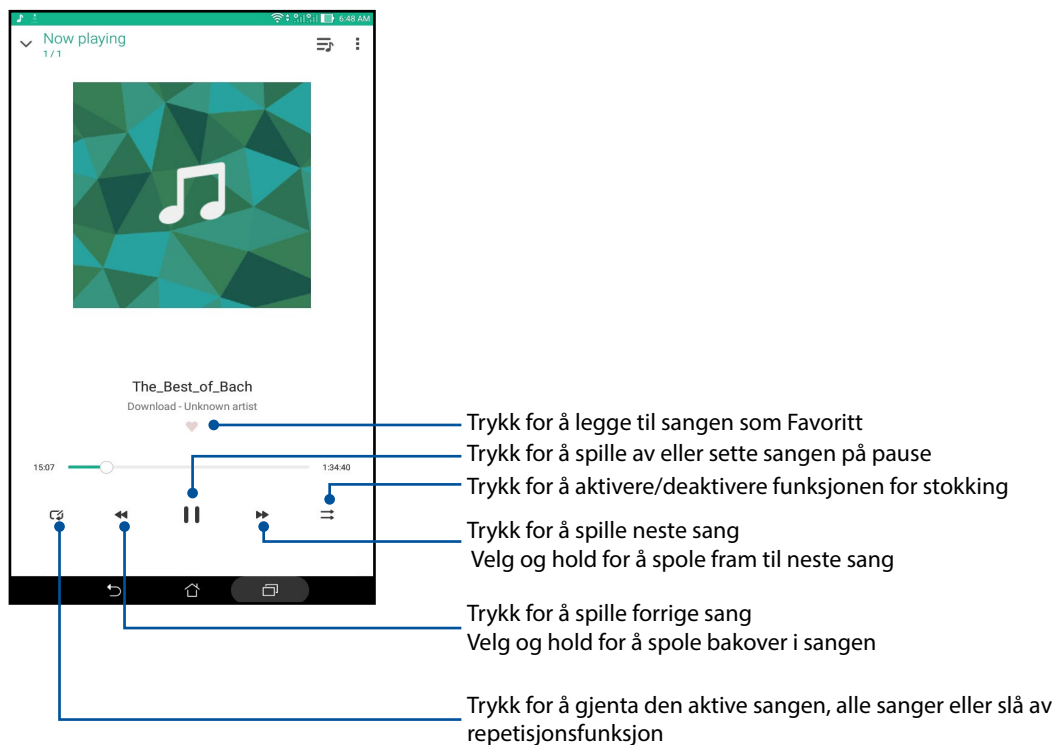 6:48 AM
Now playing
1 / 1
The_Best_of_Bach
Download - Unknown artist
Trykk for å legge til sangen som Favoritt
15:07
1:34:40
Trykk for å spille av eller sette sangen på pause
Trykk for å aktivere/deaktivere funksjonen for stokking
Trykk for å spille neste sang
Velg og hold for å spole fram til neste sang
Trykk for å spille forrige sang
Velg og hold for å spole bakover i sangen
Trykk for å gjenta den aktive sangen, alle sanger eller slå av
repetisjonsfunksjon